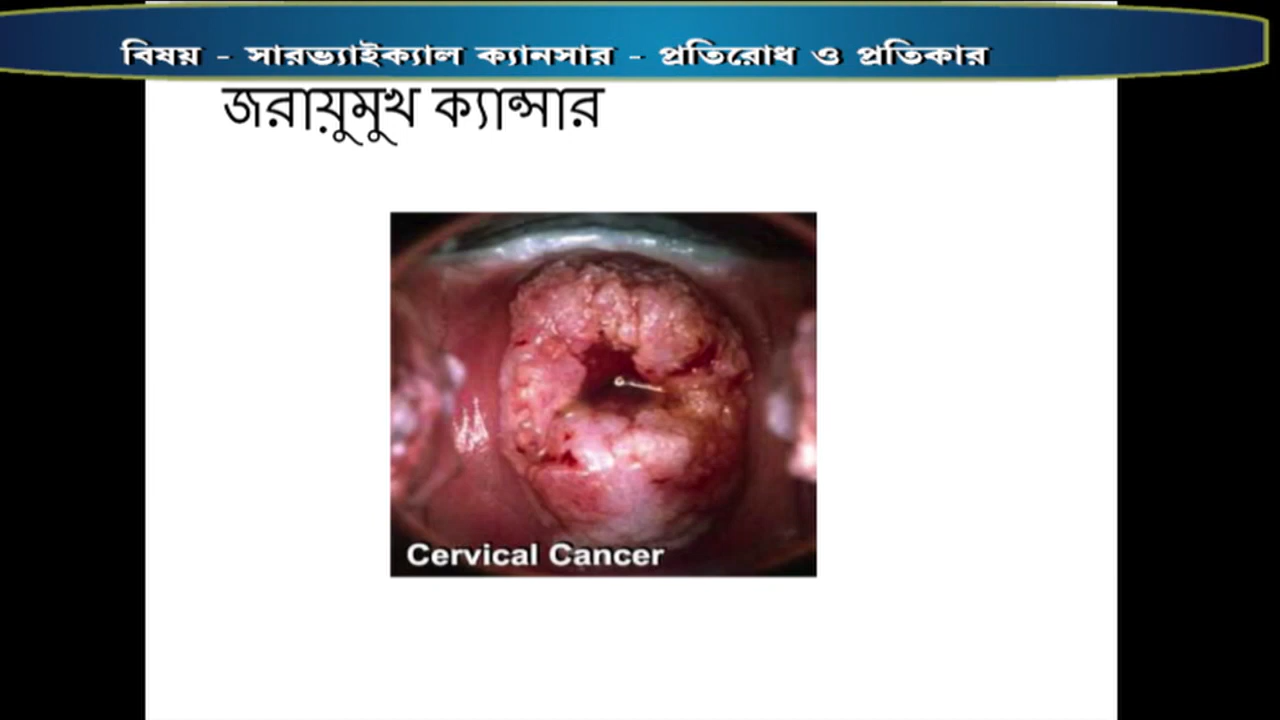 বিষয় - সারভ্যাইক্যাল ক্যানসার - প্রতিরোধ ও প্রতিকার
জরায়ুমুখ ক্যান্সার
Cervical Cancer